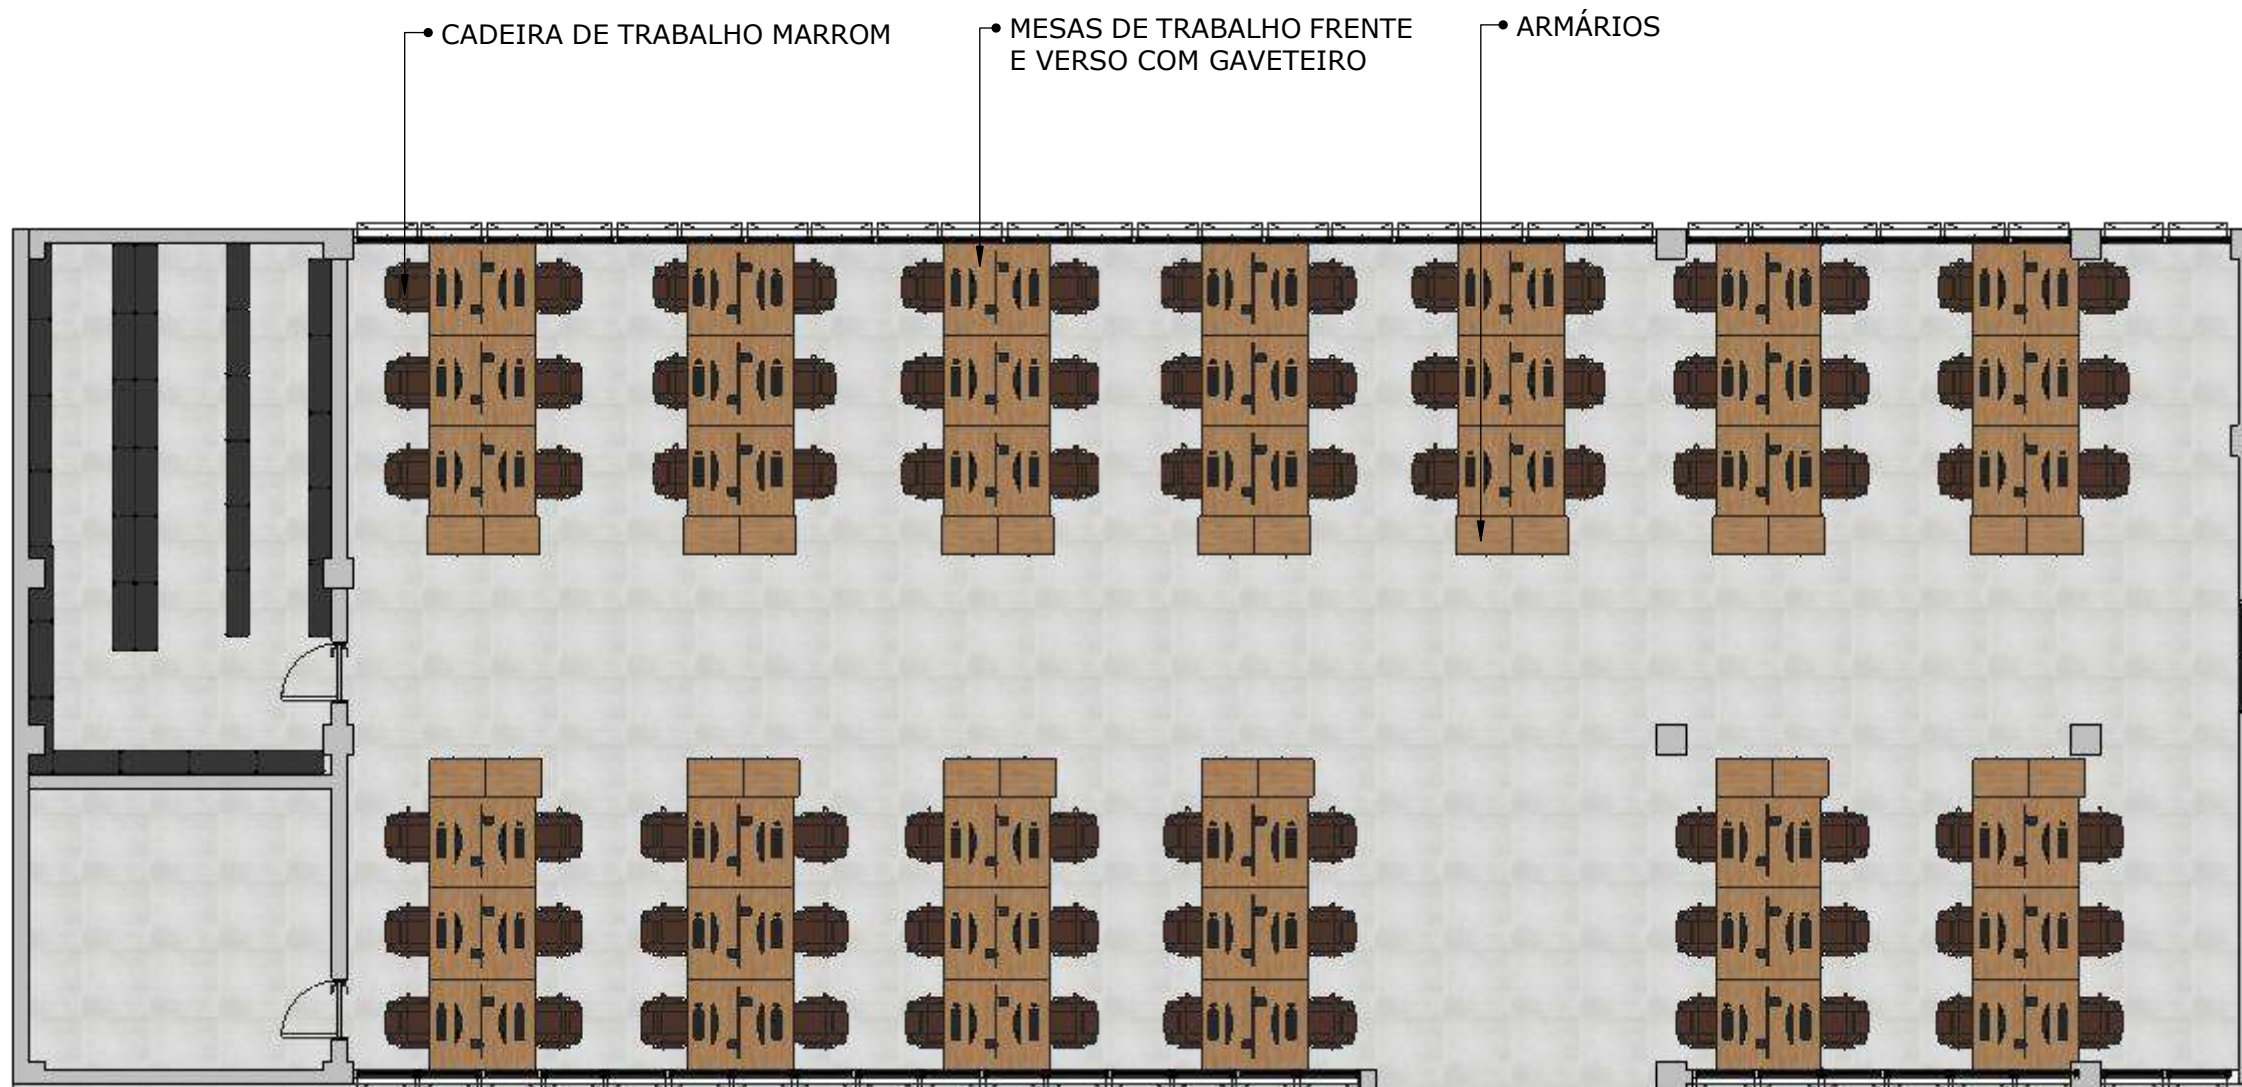 CADEIRA DE TRABALHO MARROM
MESAS DE TRABALHO FRENTE
E VERSO COM GAVETEIRO
ARMÁRIOS